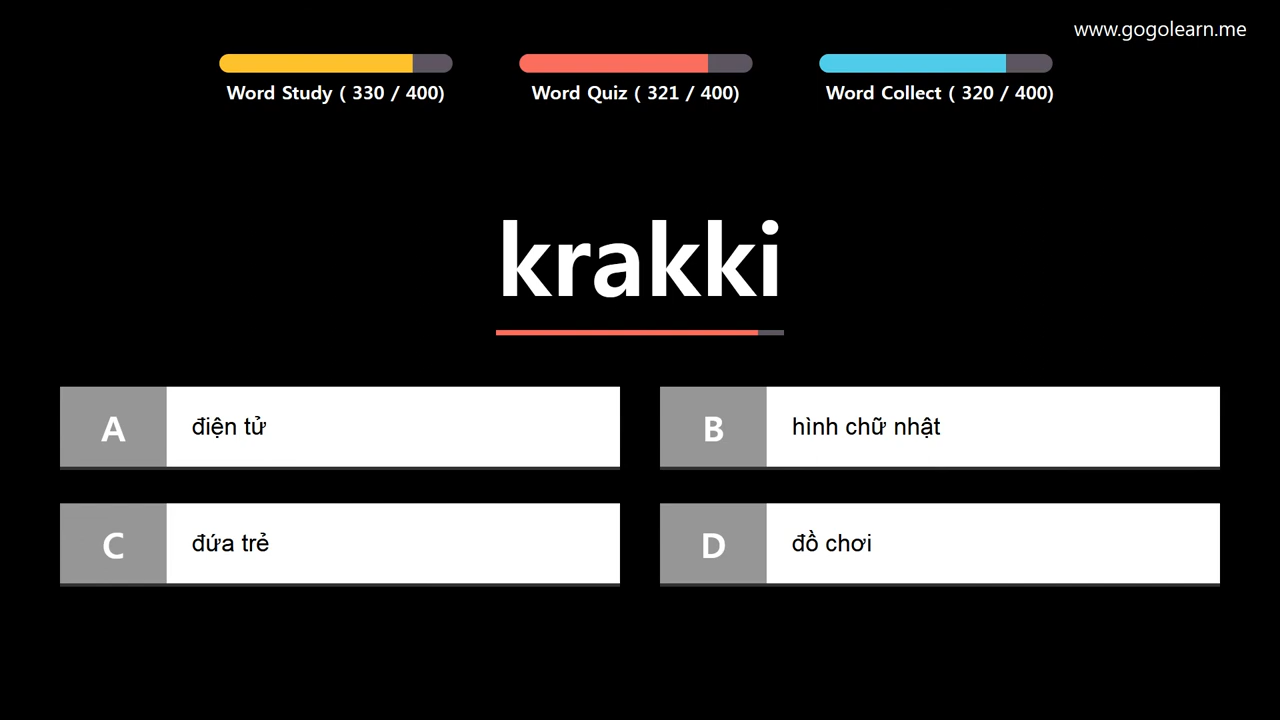 www.gogolearn.me
Word Study ( 330 / 400)
Word Quiz ( 321 / 400)
Word Collect ( 320 / 400)
krakki
A điện tử
B hình chữ nhật
C đứa trẻ
D đồ chơi